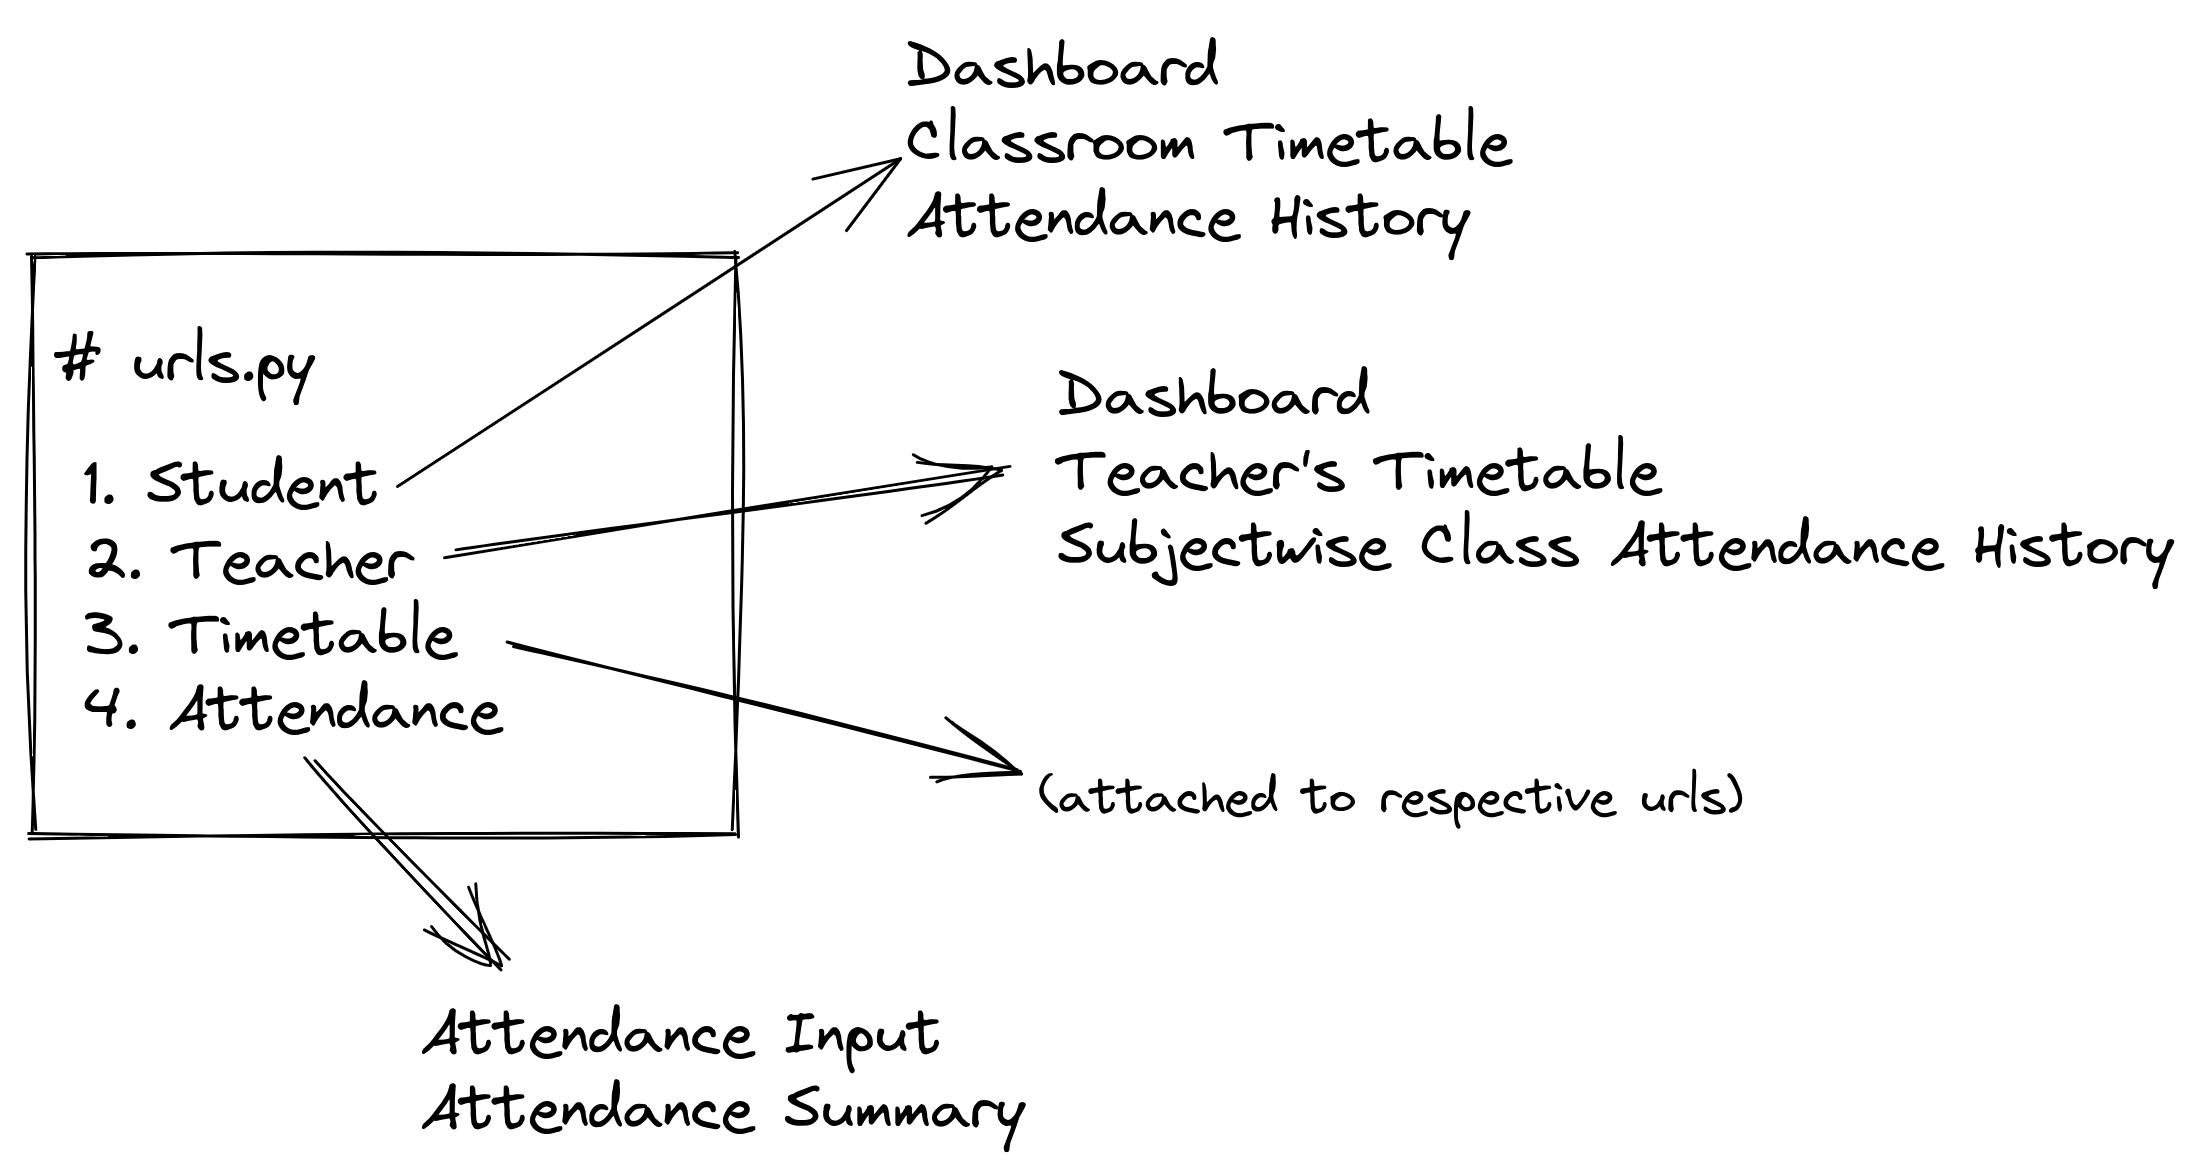 Dashboard
Classroom Timetable
Attendance History
# urls.py
1. Student
2. Teacher
3. Timetable
4. Attendance
Dashboard
Teacher's Timetable
Subjectwise Class Attendance History
(attached to respective urls)
Attendance Input
Attendance Summary